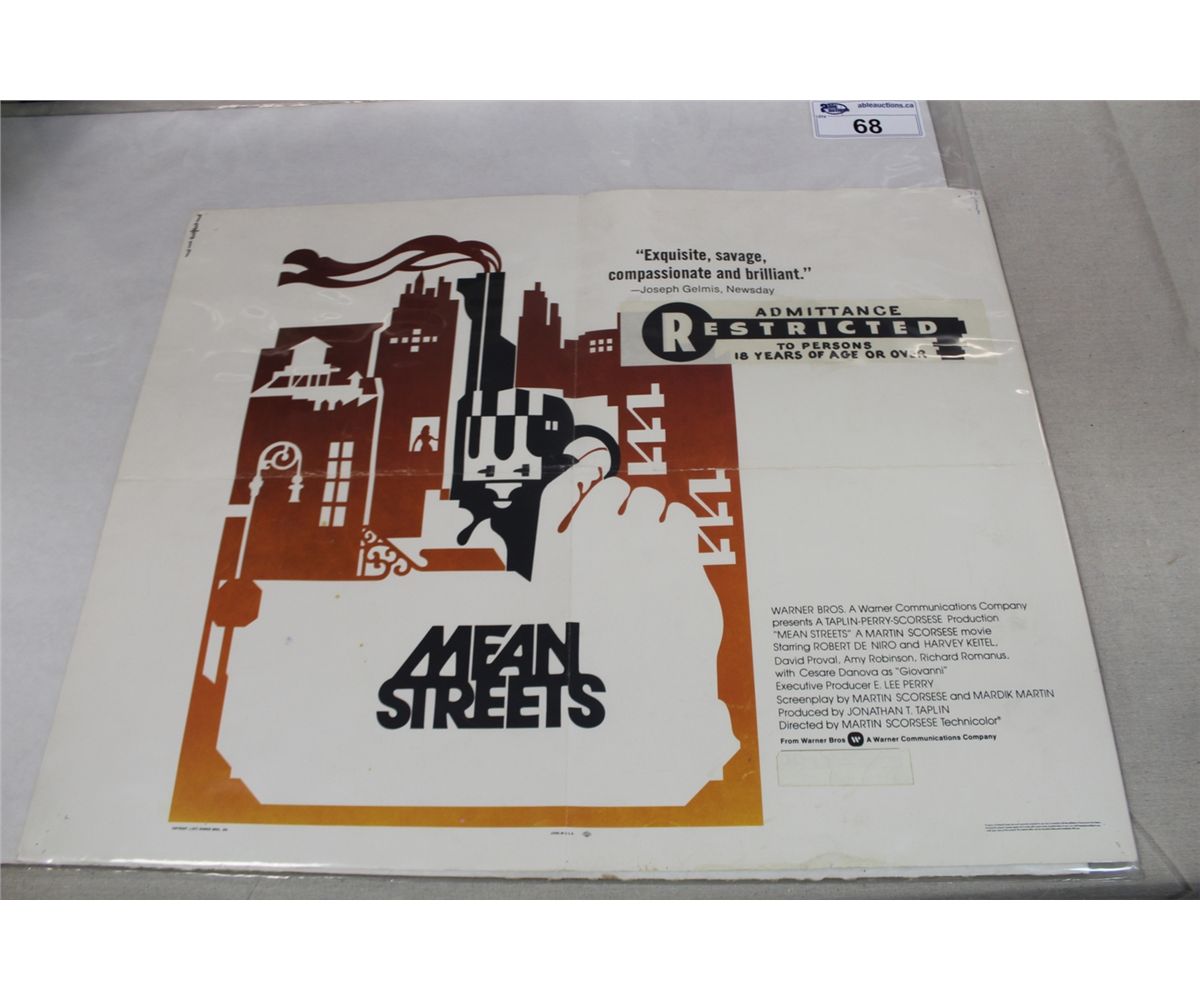 ableauctions.ca
68
“Exquisite, savage,
compassionate and brilliant.”
—Joseph Gelmis, Newsday
ADMITTANCE
RESTRICTED
TO PERSONS
18 YEARS OF AGE OR OVER
MEAN
STREETS
WARNER BROS. A Warner Communications Company
presents A TAPLIN-PERRY-SCORSESE Production
"MEAN STREETS" A MARTIN SCORSESE movie
Starring ROBERT DE NIRO and HARVEY KEITEL,
David Proval, Amy Robinson, Richard Romanus,
with Cesare Danova as "Giovanni"
Executive Producer E. LEE PERRY
Screenplay by MARTIN SCORSESE and MARDIK MARTIN
Produced by JONATHAN T. TAPLIN
Directed by MARTIN SCORSESE Technicolor®
From Warner Bros A Warner Communications Company